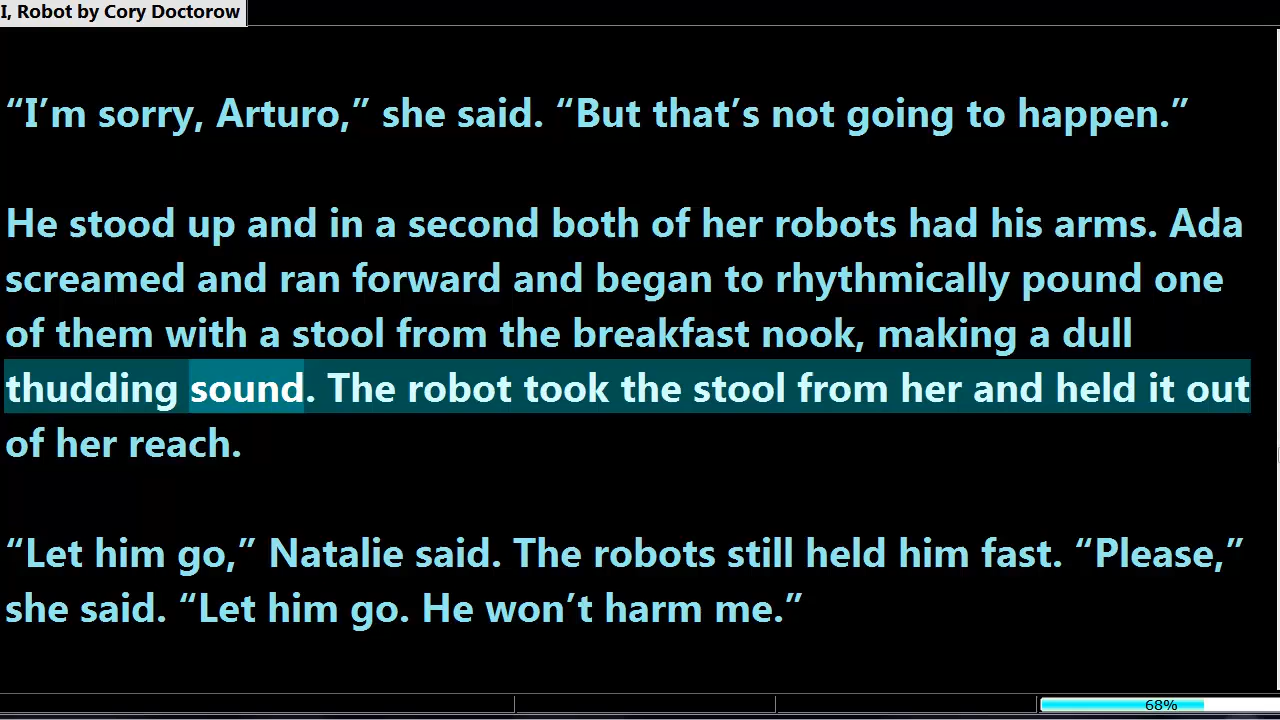 I, Robot by Cory Doctorow
“I’m sorry, Arturo,” she said. “But that’s not going to happen.”
He stood up and in a second both of her robots had his arms. Ada
screamed and ran forward and began to rhythmically pound one
of them with a stool from the breakfast nook, making a dull
thudding sound. The robot took the stool from her and held it out
of her reach.
“Let him go,” Natalie said. The robots still held him fast. “Please,”
she said. “Let him go. He won’t harm me.”
68%